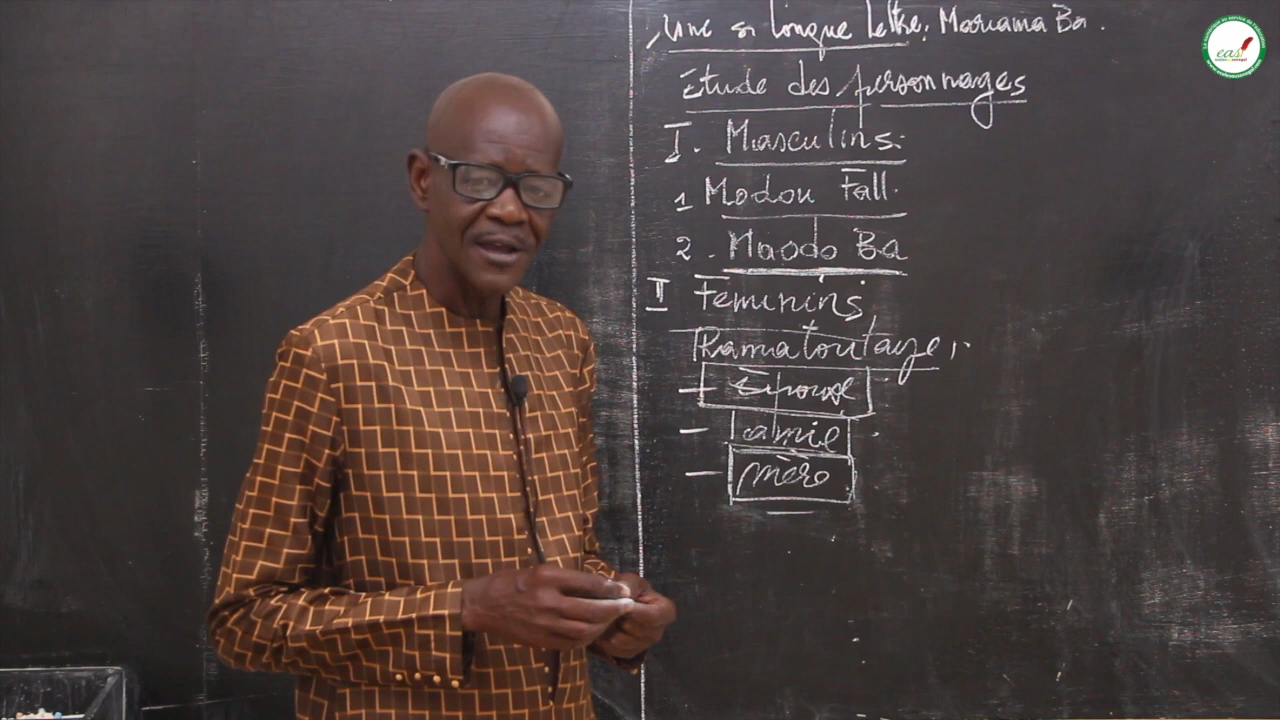 Une si longue lettre, Mariama Ba.
Etude des personnages
I. Masculins.
1 Modou Fall.
2. Maodo Ba
II Feminins,
Ramatoulaye,
- Epouse
- l'amie
- mère
eas